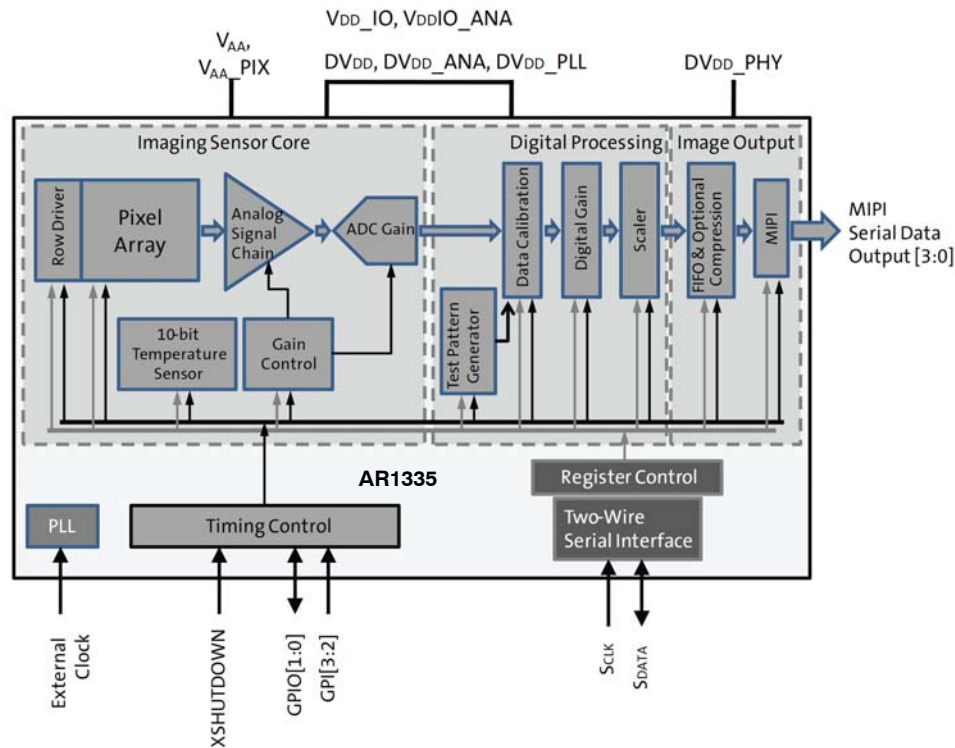 VDD_IO, VDDIO_ANA
VAA,
VAA_PIX
DVDD, DVDD_ANA, DVDD_PLL
DVDD_PHY
Imaging Sensor Core
Digital Processing
Image Output
Row Driver
Pixel
Array
Analog
Signal
Chain
ADC Gain
Data Calibration
Digital Gain
Scaler
FIFO & Optional
Compression
MIPI
MIPI
Serial Data
Output [3:0]
10-bit
Temperature
Sensor
Gain
Control
Test Pattern
Generator
AR1335
Register Control
PLL
Timing Control
Two-Wire
Serial Interface
External
Clock
XSHUTDOWN
GPIO[1:0]
GPI[3:2]
SCLK
SDATA